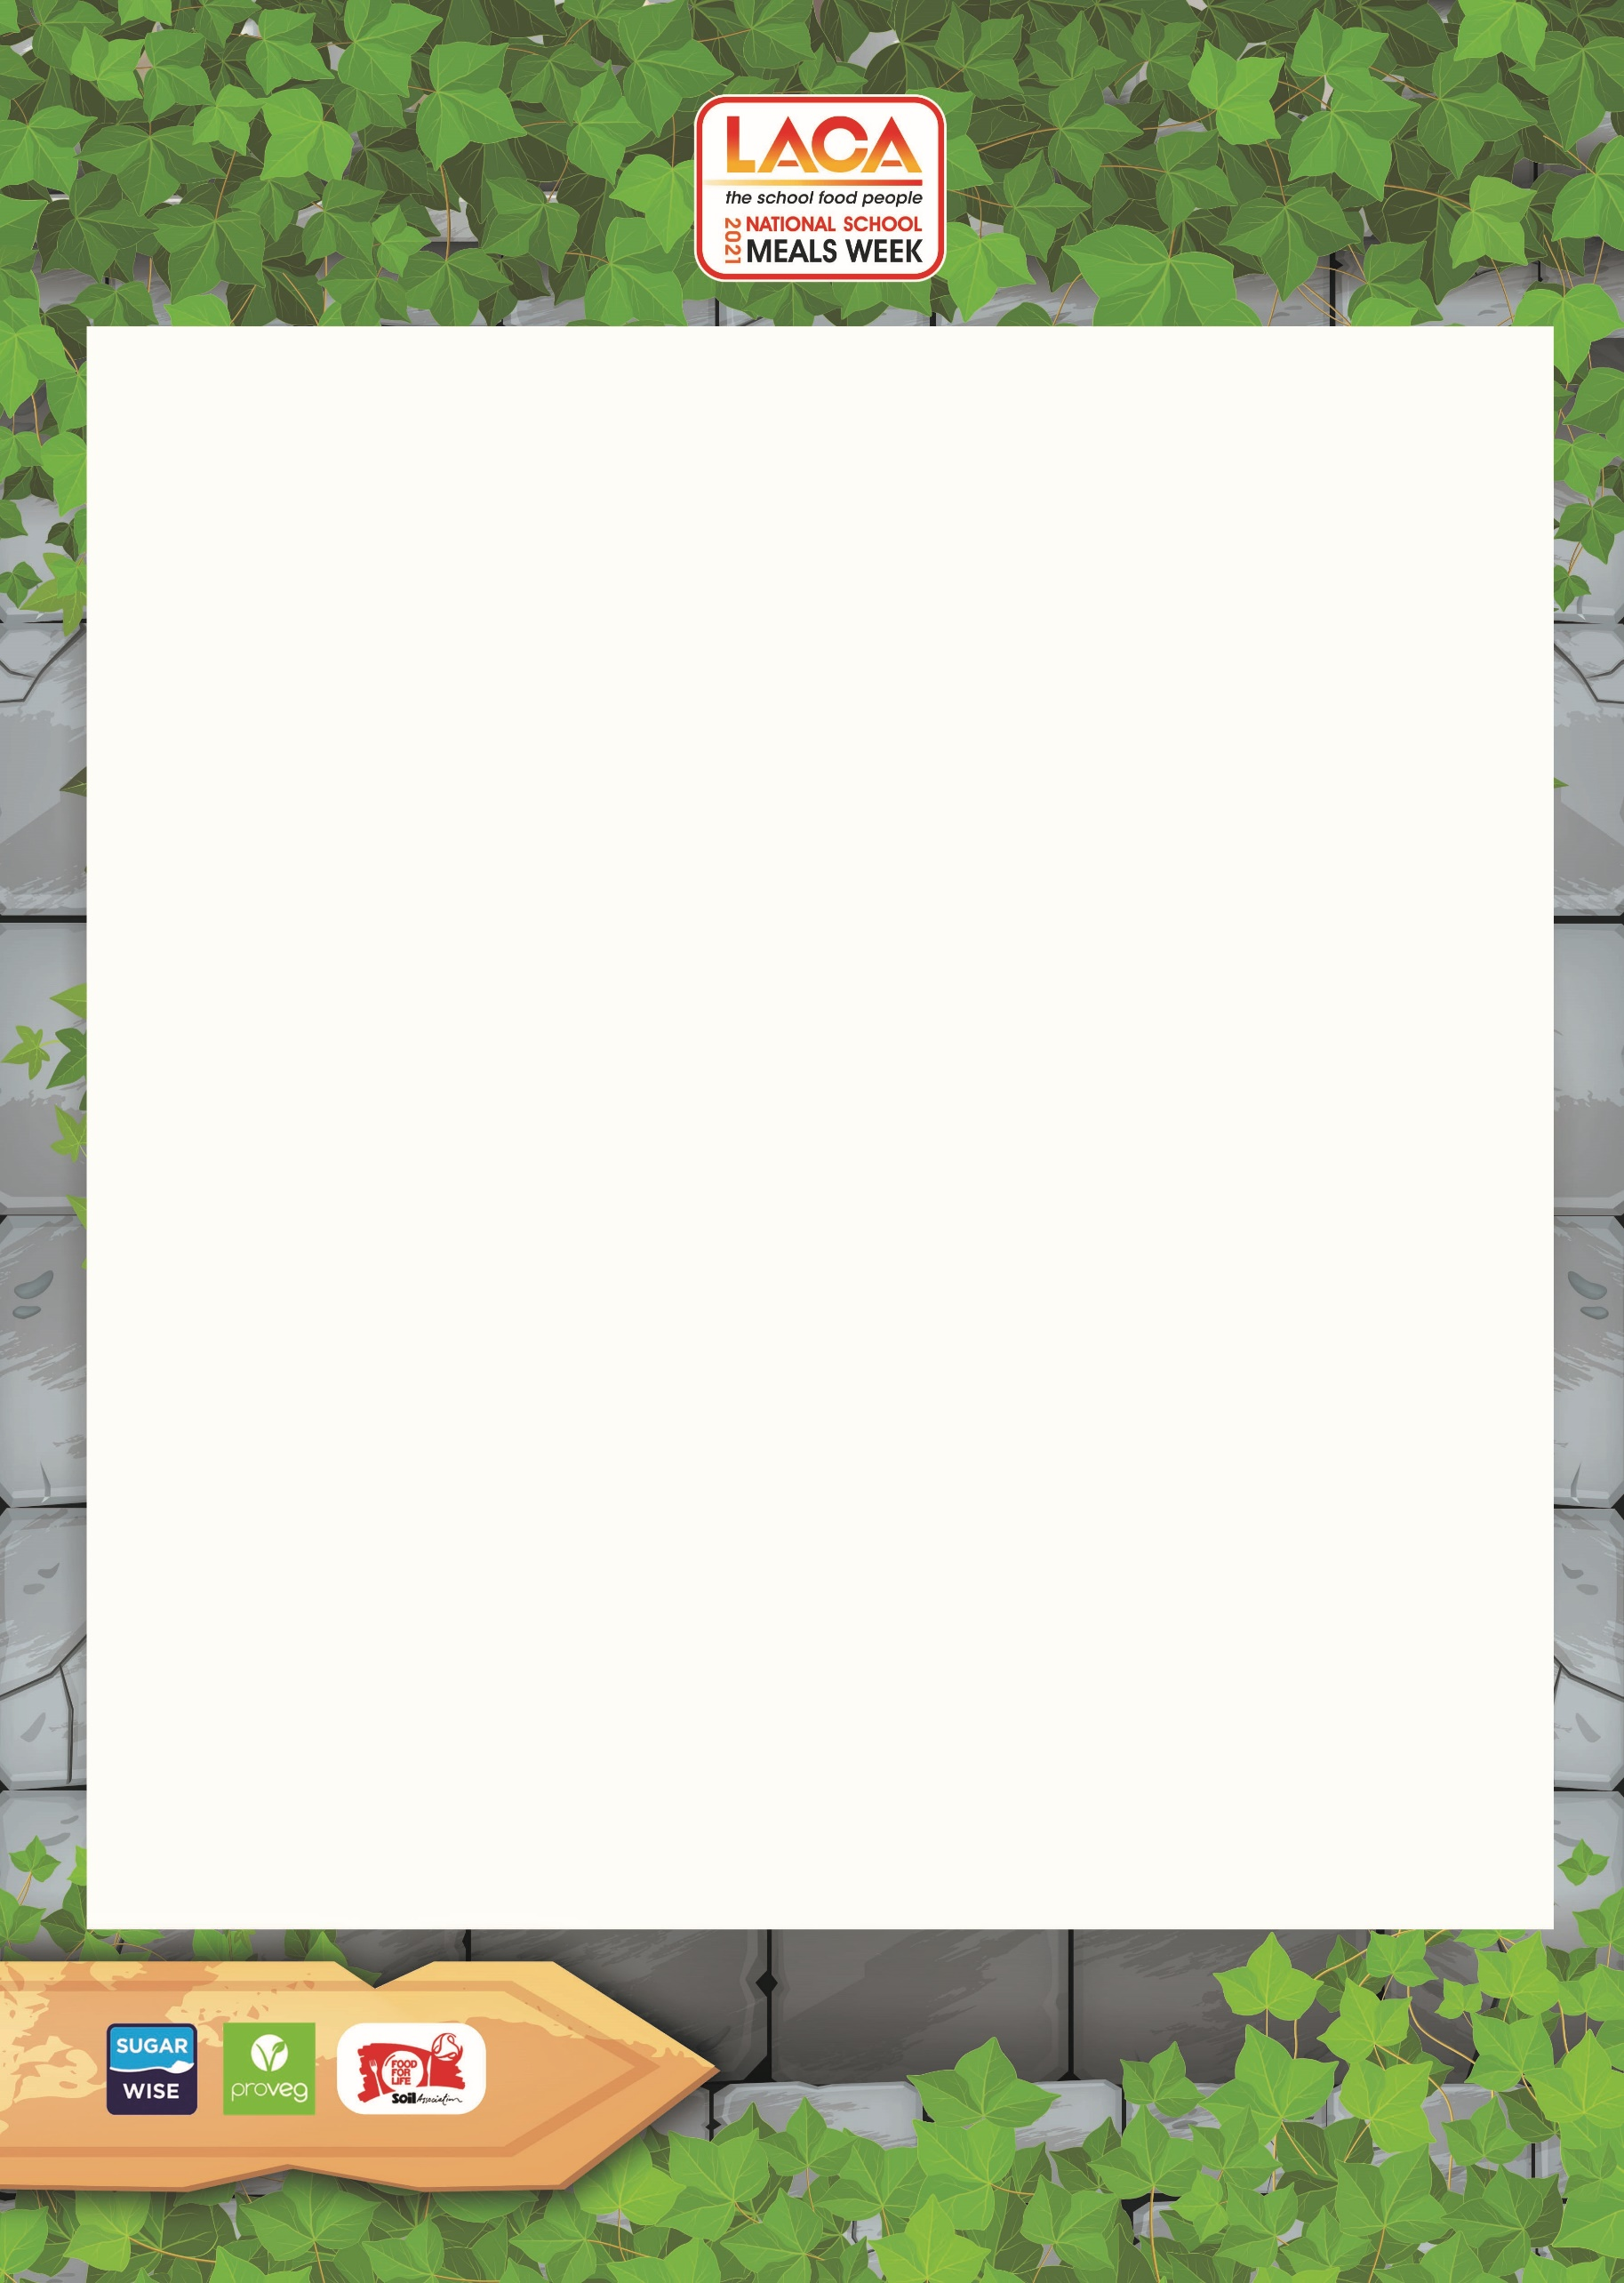 LACA
the school food people
2021 NATIONAL SCHOOL
MEALS WEEK
SUGAR
WISE
proveg
FOOD
FOR
LIFE
Soil Association